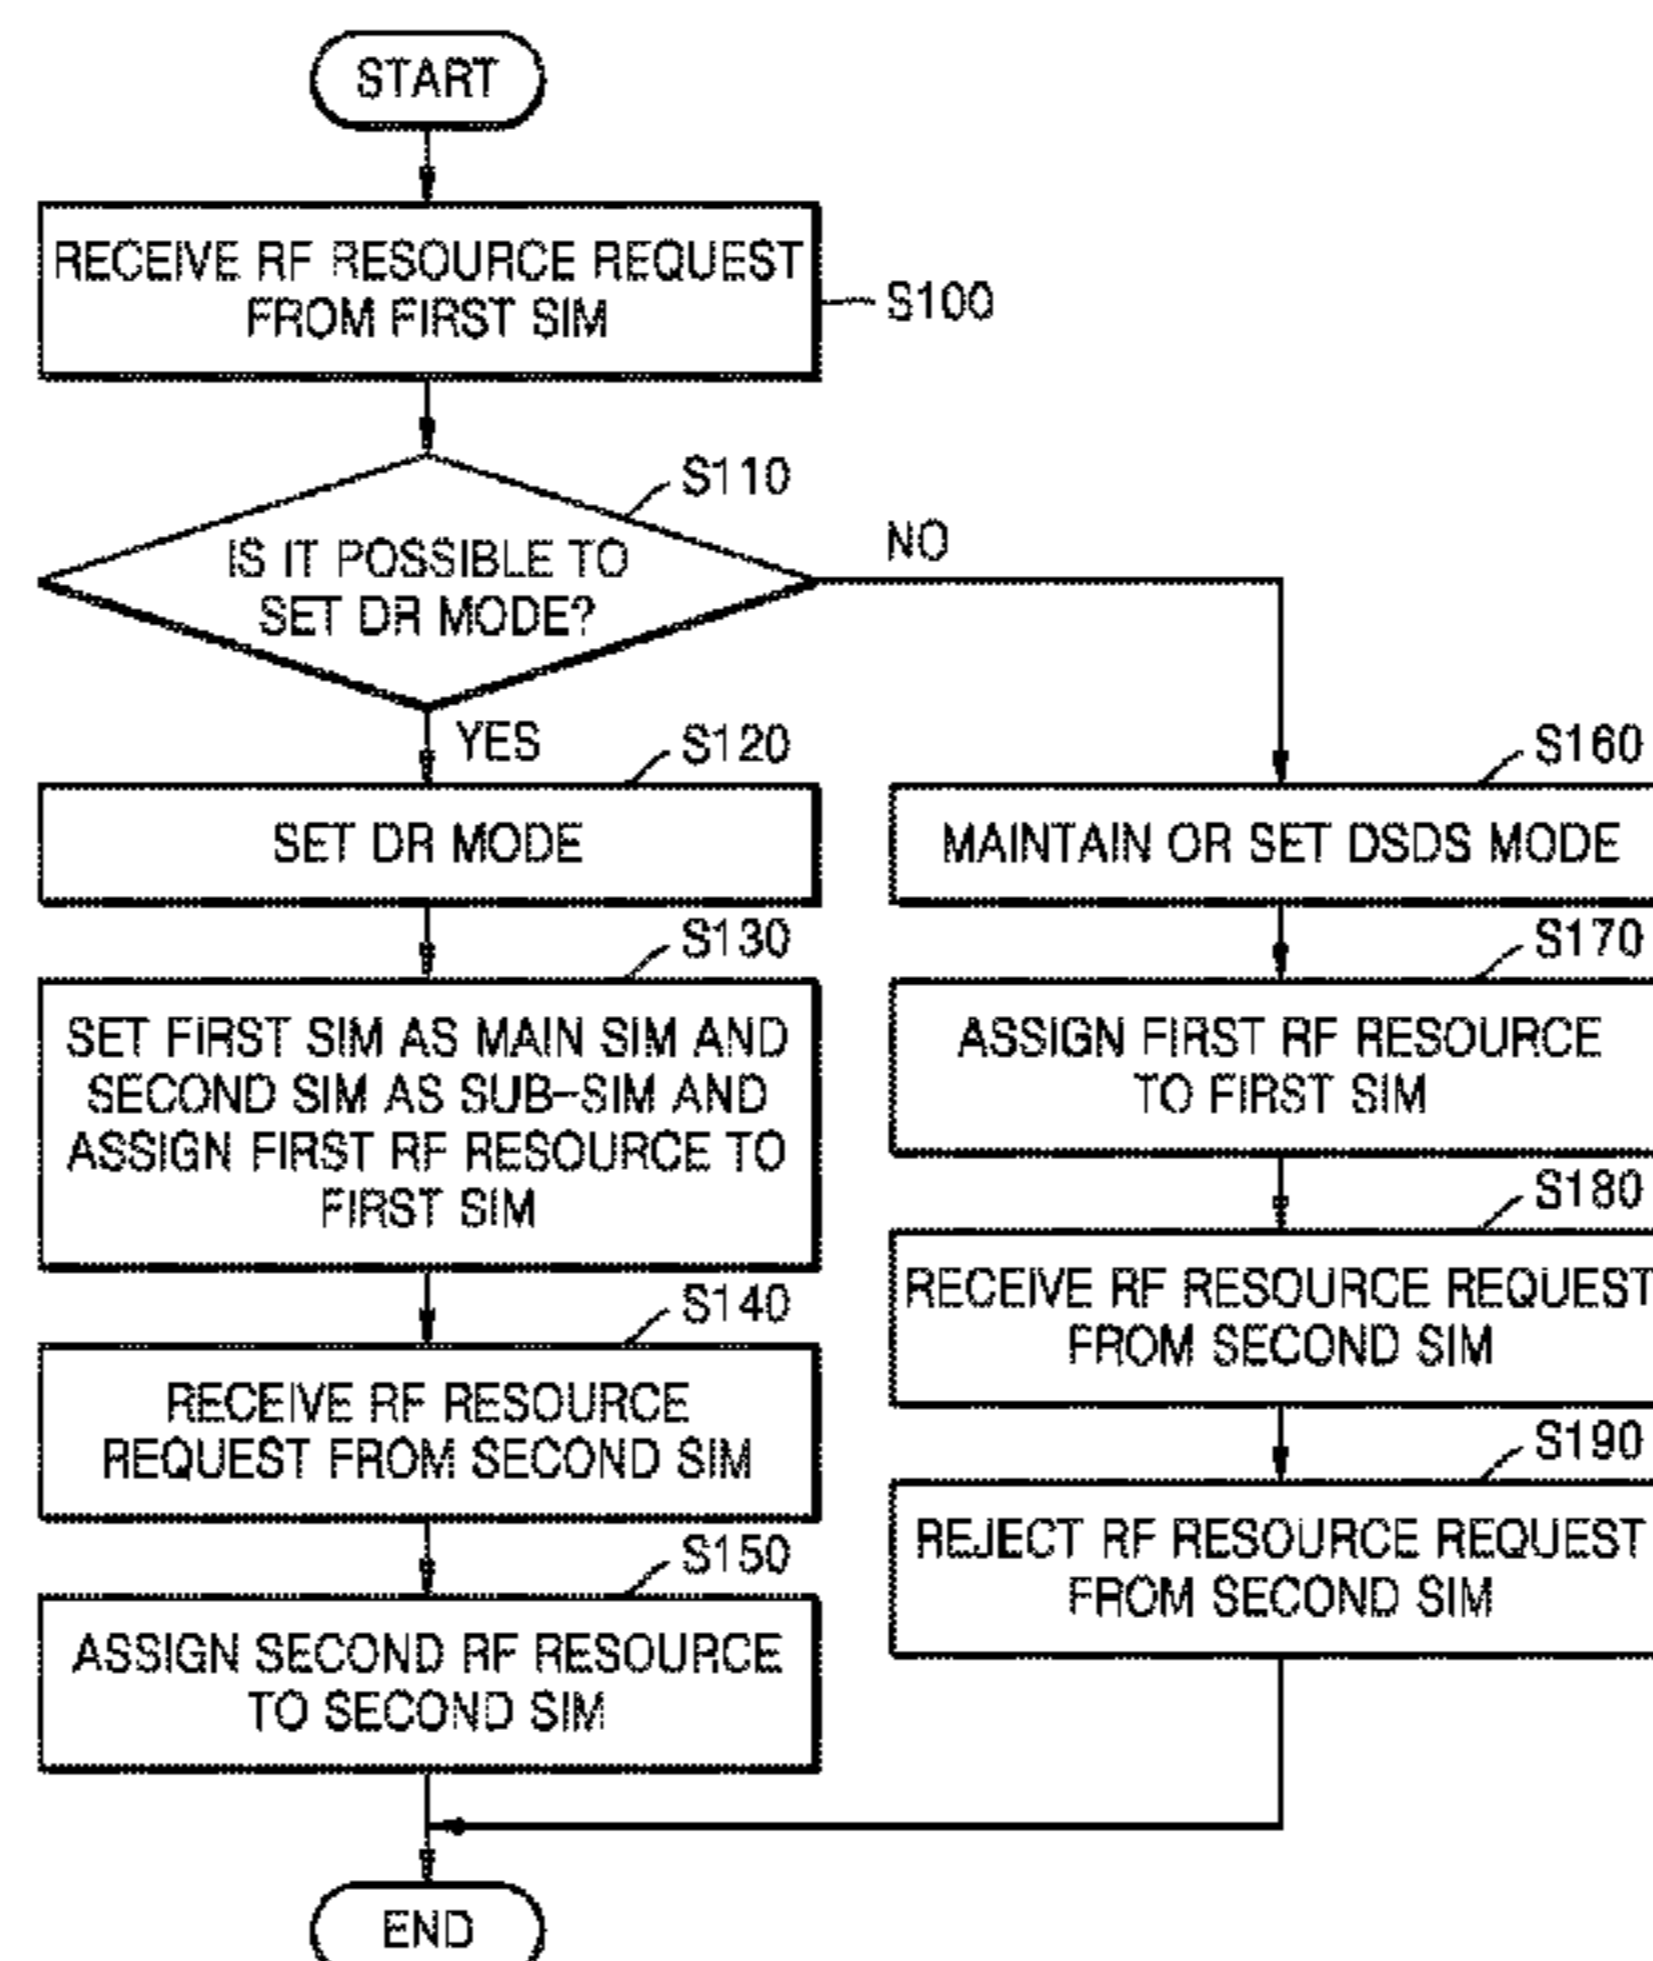 START
RECEIVE RF RESOURCE REQUEST
FROM FIRST SIM
S100
S110
IS IT POSSIBLE TO
SET DR MODE?
NO
YES
S120
SET DR MODE
S130
SET FIRST SIM AS MAIN SIM AND
SECOND SIM AS SUB-SIM AND
ASSIGN FIRST RF RESOURCE TO
FIRST SIM
S140
RECEIVE RF RESOURCE
REQUEST FROM SECOND SIM
S150
ASSIGN SECOND RF RESOURCE
TO SECOND SIM
S160
MAINTAIN OR SET DSDS MODE
S170
ASSIGN FIRST RF RESOURCE
TO FIRST SIM
S180
RECEIVE RF RESOURCE REQUEST
FROM SECOND SIM
S190
REJECT RF RESOURCE REQUEST
FROM SECOND SIM
END